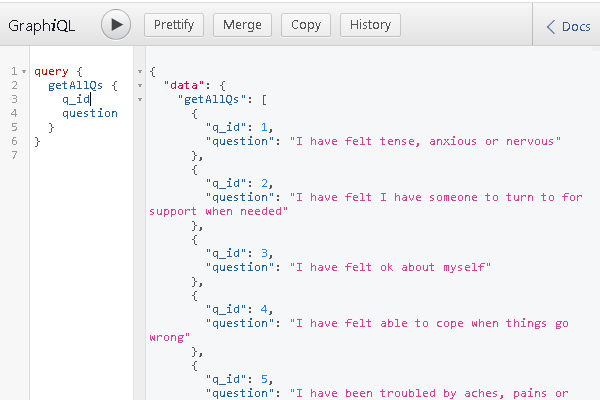 GraphiQL
Prettify
Merge
Copy
History
Docs
1 query {
2 getAllQs {
3 q_id
4 question
5 }
6 }
7
{
"data": {
"getAllQs": [
{
"q_id": 1,
"question": "I have felt tense, anxious or nervous"
},
{
"q_id": 2,
"question": "I have felt I have someone to turn to for
support when needed"
},
{
"q_id": 3,
"question": "I have felt ok about myself"
},
{
"q_id": 4,
"question": "I have felt able to cope when things go
wrong"
},
{
"q_id": 5,
"question": "I have been troubled by aches, pains or